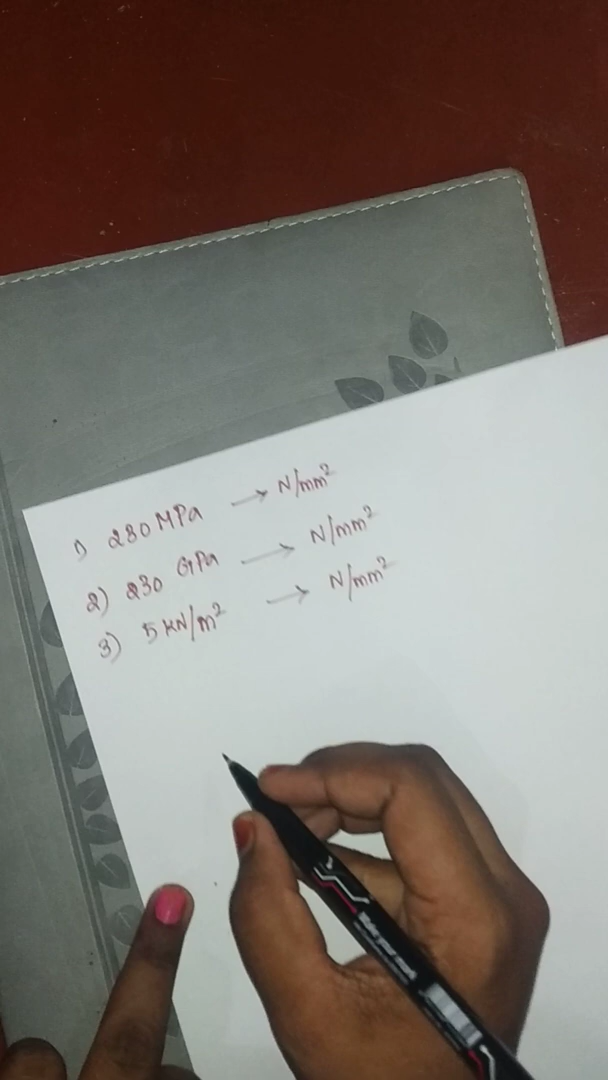 1) 280 MPa → N/mm²
2) 230 GPa → N/mm²
3) 5 kN/m² → N/mm²